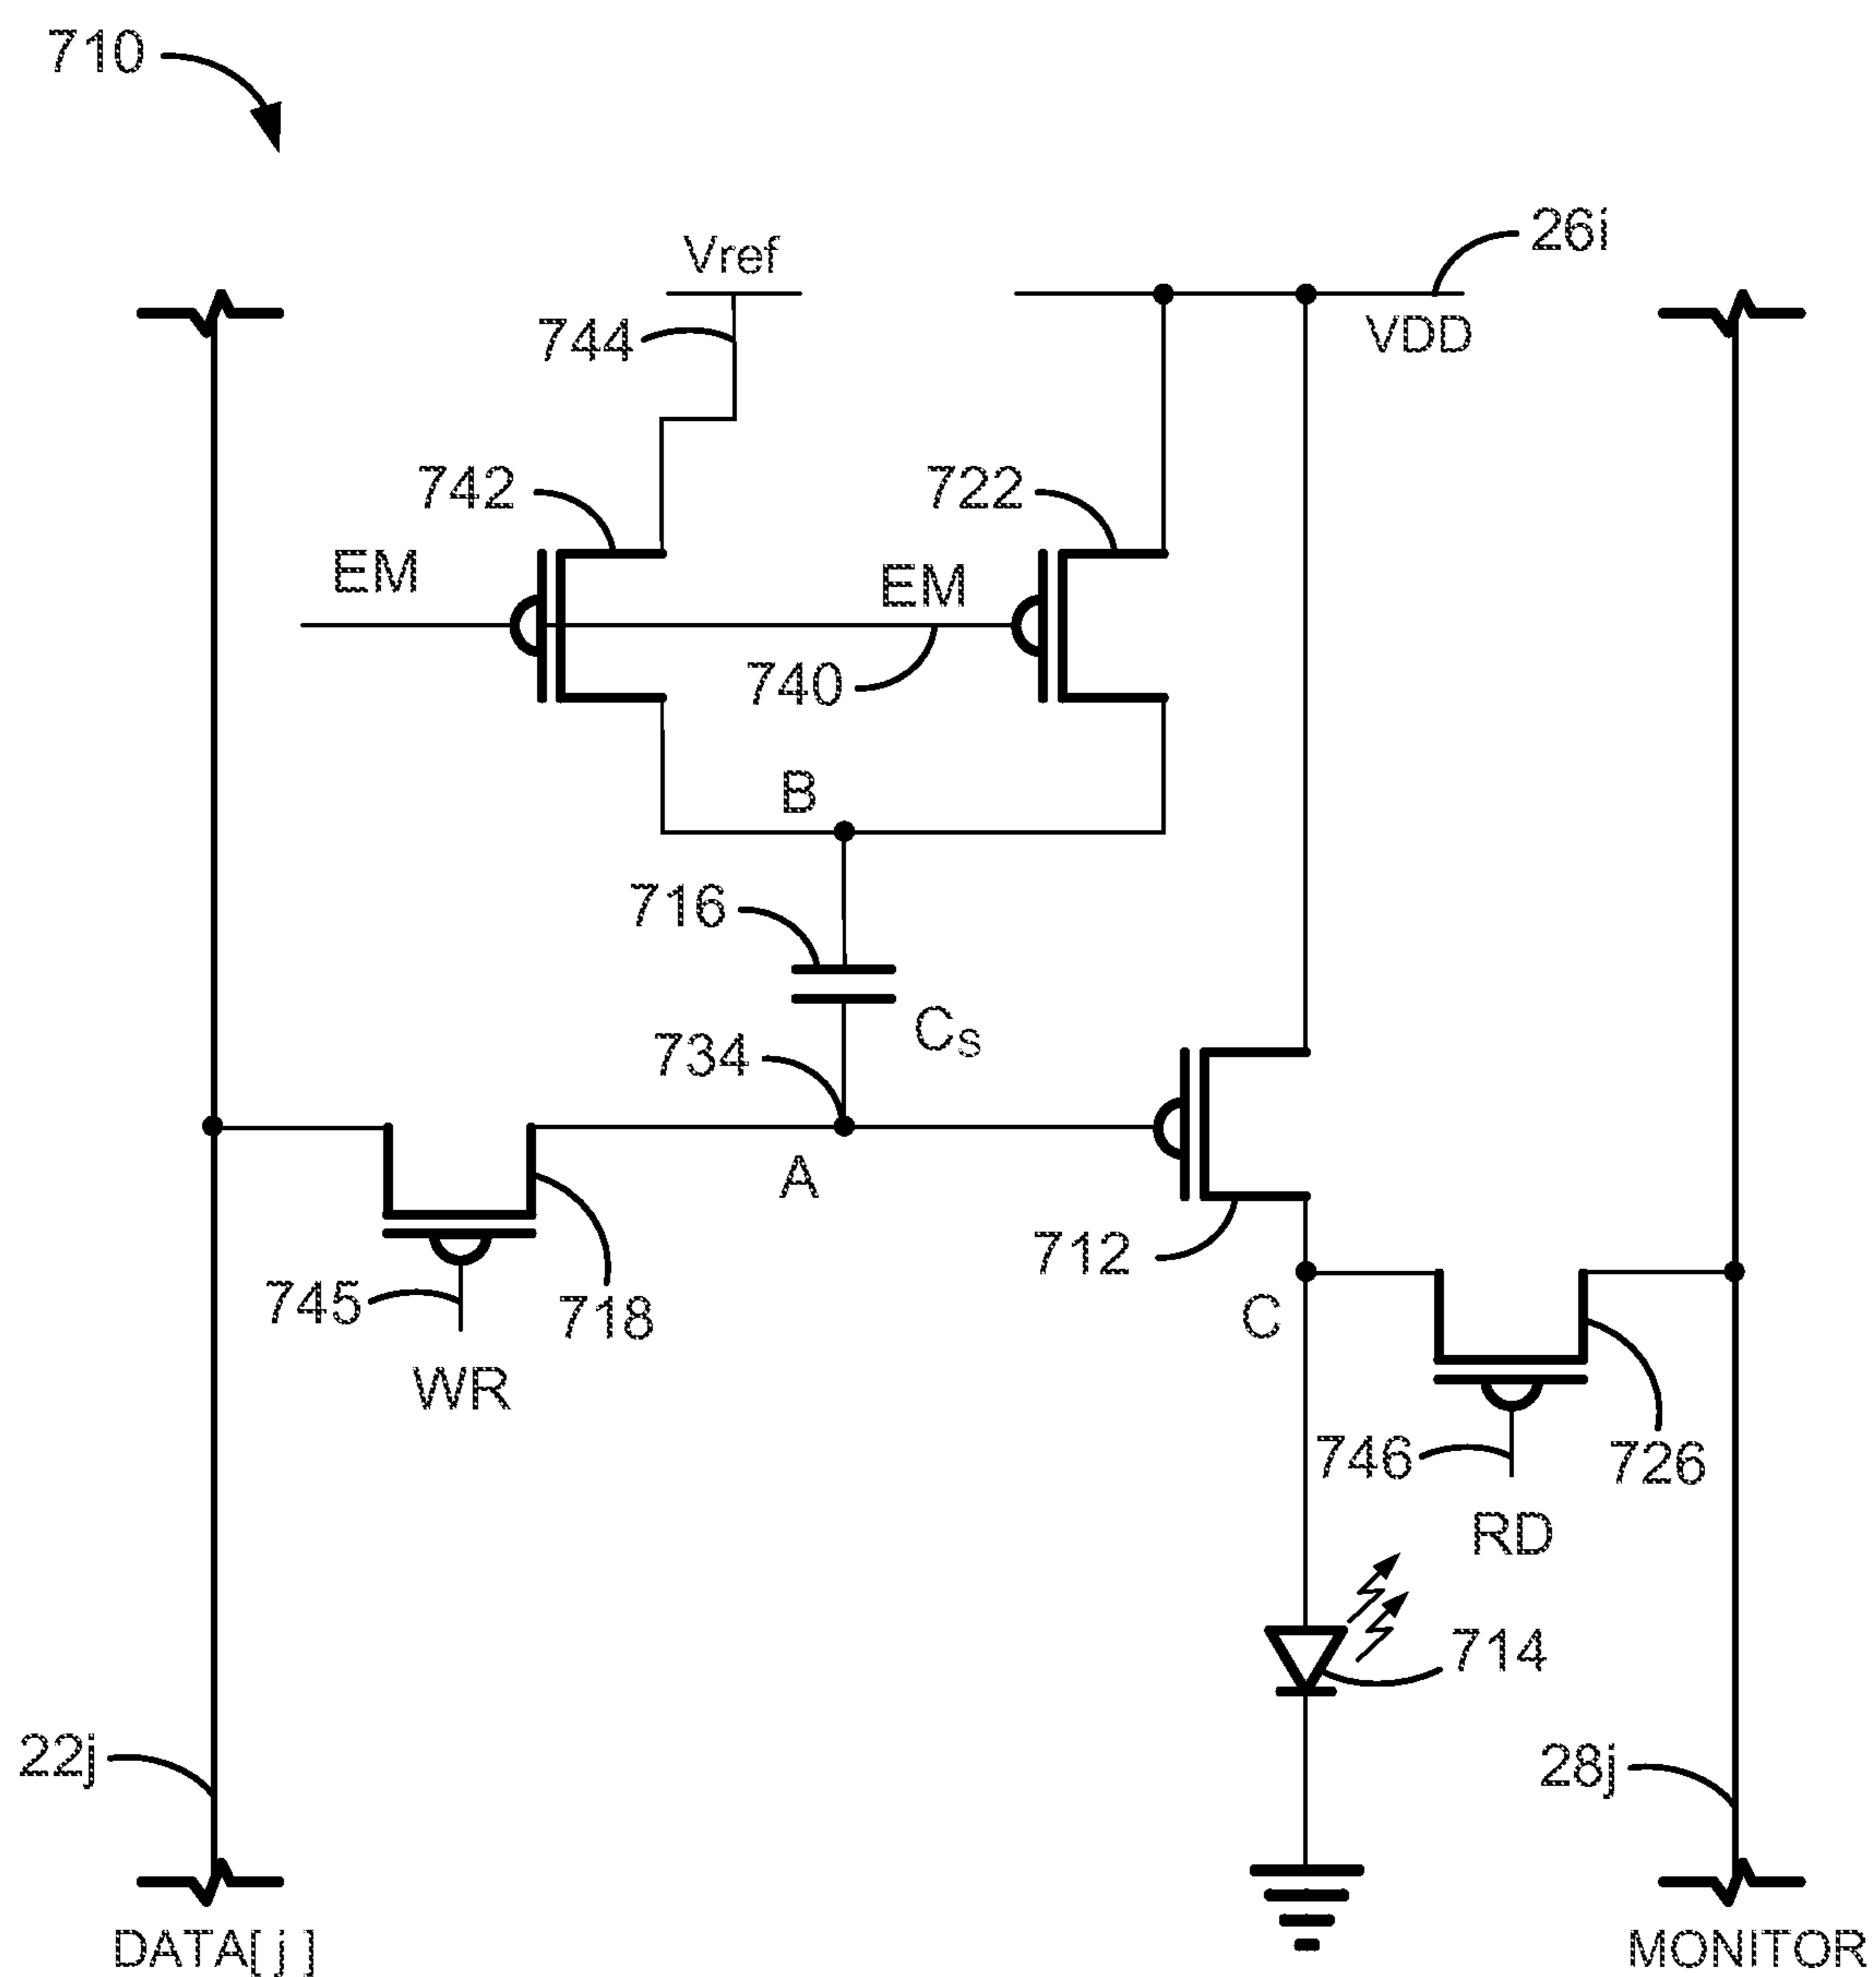 710
26i
Vref
VDD
744
742
722
EM
EM
740
B
716
CS
734
A
712
745
718
C
WR
746
726
RD
714
22j
28j
DATA[ j ]
MONITOR